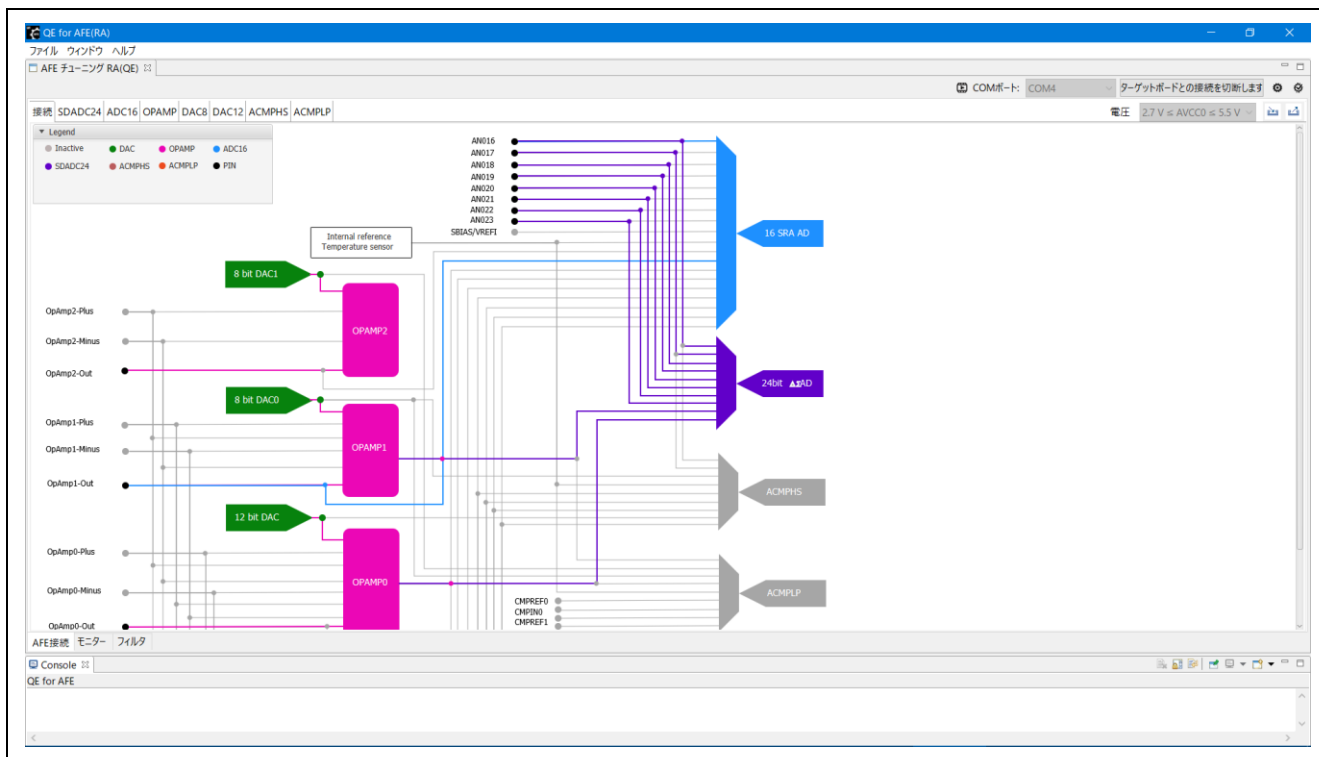 QE for AFE(RA)
ファイル ウィンドウ ヘルプ
AFE チューニング RA(QE)
COMポート: COM4 ターゲットボードとの接続を切断します
接続 SDADC24 ADC16 OPAMP DAC8 DAC12 ACMPHS ACMPLP
電圧 2.7 V ≤ AVCC0 ≤ 5.5 V
Legend
Inactive DAC OPAMP ADC16
SDADC24 ACMPHS ACMPLP PIN
AN016
AN017
AN018
AN019
AN020
AN021
AN022
AN023
SBIAS/VREFI
16 SRA AD
Internal reference
Temperature sensor
8 bit DAC1
OpAmp2-Plus
OPAMP2
OpAmp2-Minus
OpAmp2-Out
24bit ΔΣAD
8 bit DAC0
OpAmp1-Plus
OPAMP1
OpAmp1-Minus
OpAmp1-Out
ACMPHS
12 bit DAC
OpAmp0-Plus
OPAMP0
OpAmp0-Minus
ACMPLP
CMPREF0
CMPIN0
CMPREF1
OpAmp0-Out
AFE接続 モニター フィルタ
Console
QE for AFE